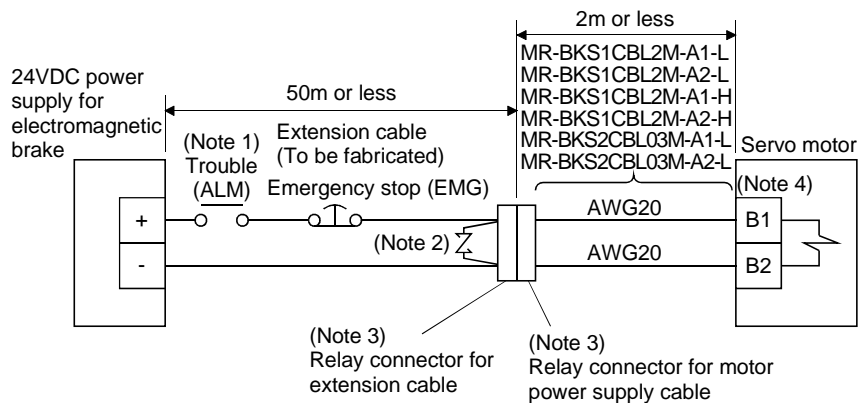 2m or less
MR-BKS1CBL2M-A1-L
MR-BKS1CBL2M-A2-L
MR-BKS1CBL2M-A1-H
MR-BKS1CBL2M-A2-H
MR-BKS2CBL03M-A1-L
MR-BKS2CBL03M-A2-L
24VDC power
supply for
electromagnetic
brake
50m or less
(Note 1)
Trouble
(ALM)
Extension cable
(To be fabricated)
Emergency stop (EMG)
Servo motor
(Note 4)
+
-
(Note 2)
AWG20
AWG20
B1
B2
(Note 3)
Relay connector for
extension cable
(Note 3)
Relay connector for motor
power supply cable